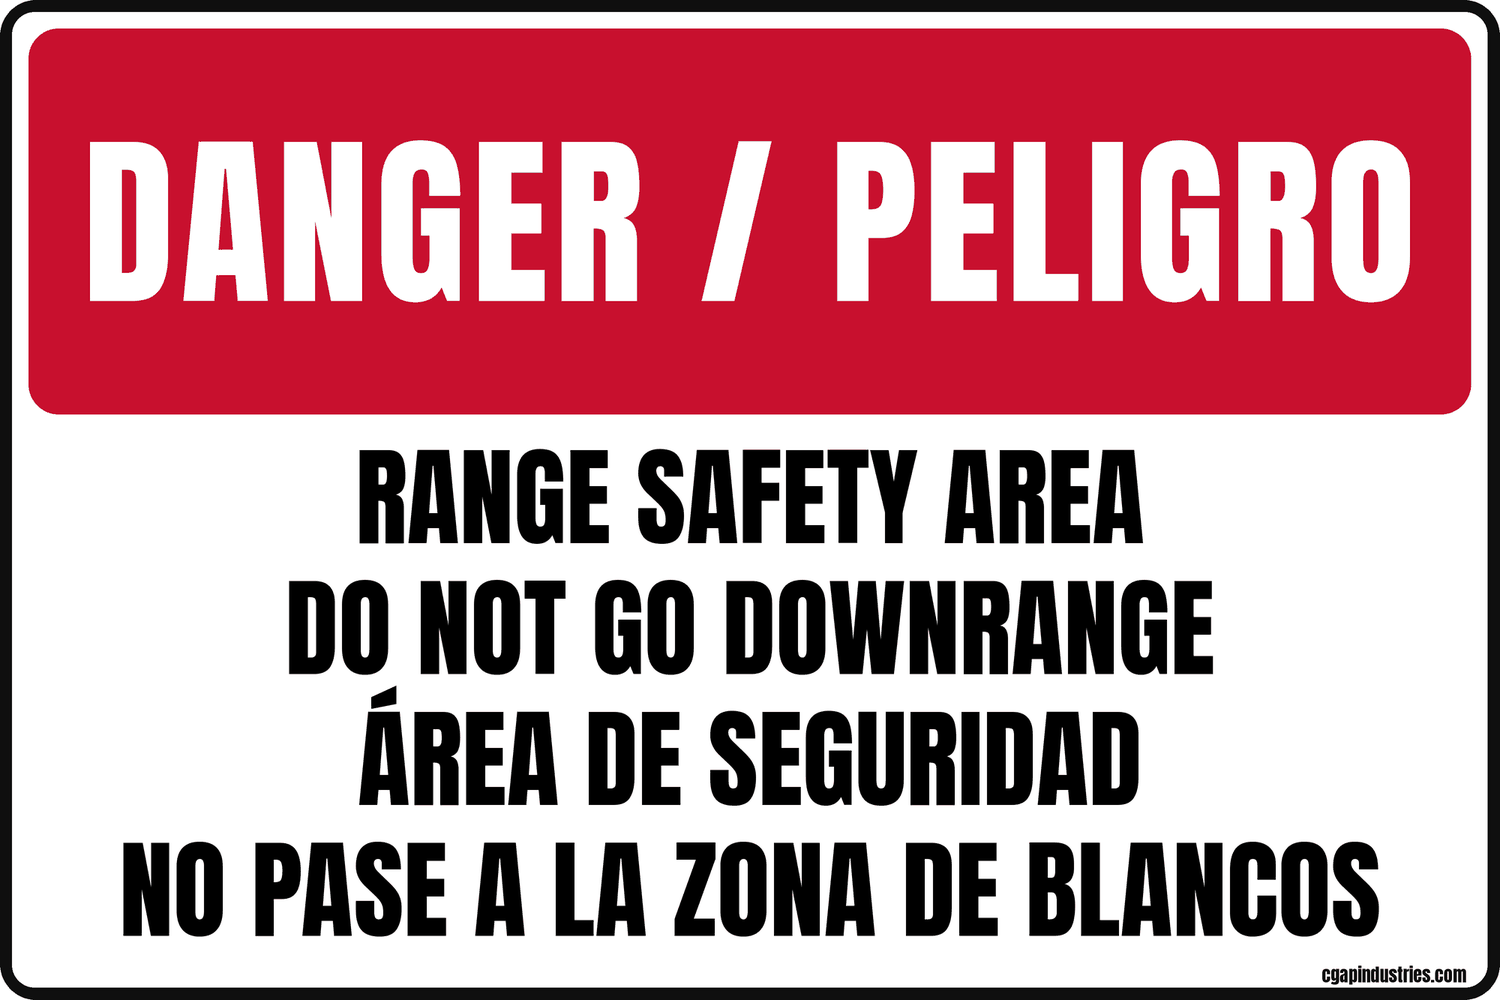 DANGER / PELIGRO
RANGE SAFETY AREA
DO NOT GO DOWNRANGE
ÁREA DE SEGURIDAD
NO PASE A LA ZONA DE BLANCOS
cgapindustries.com